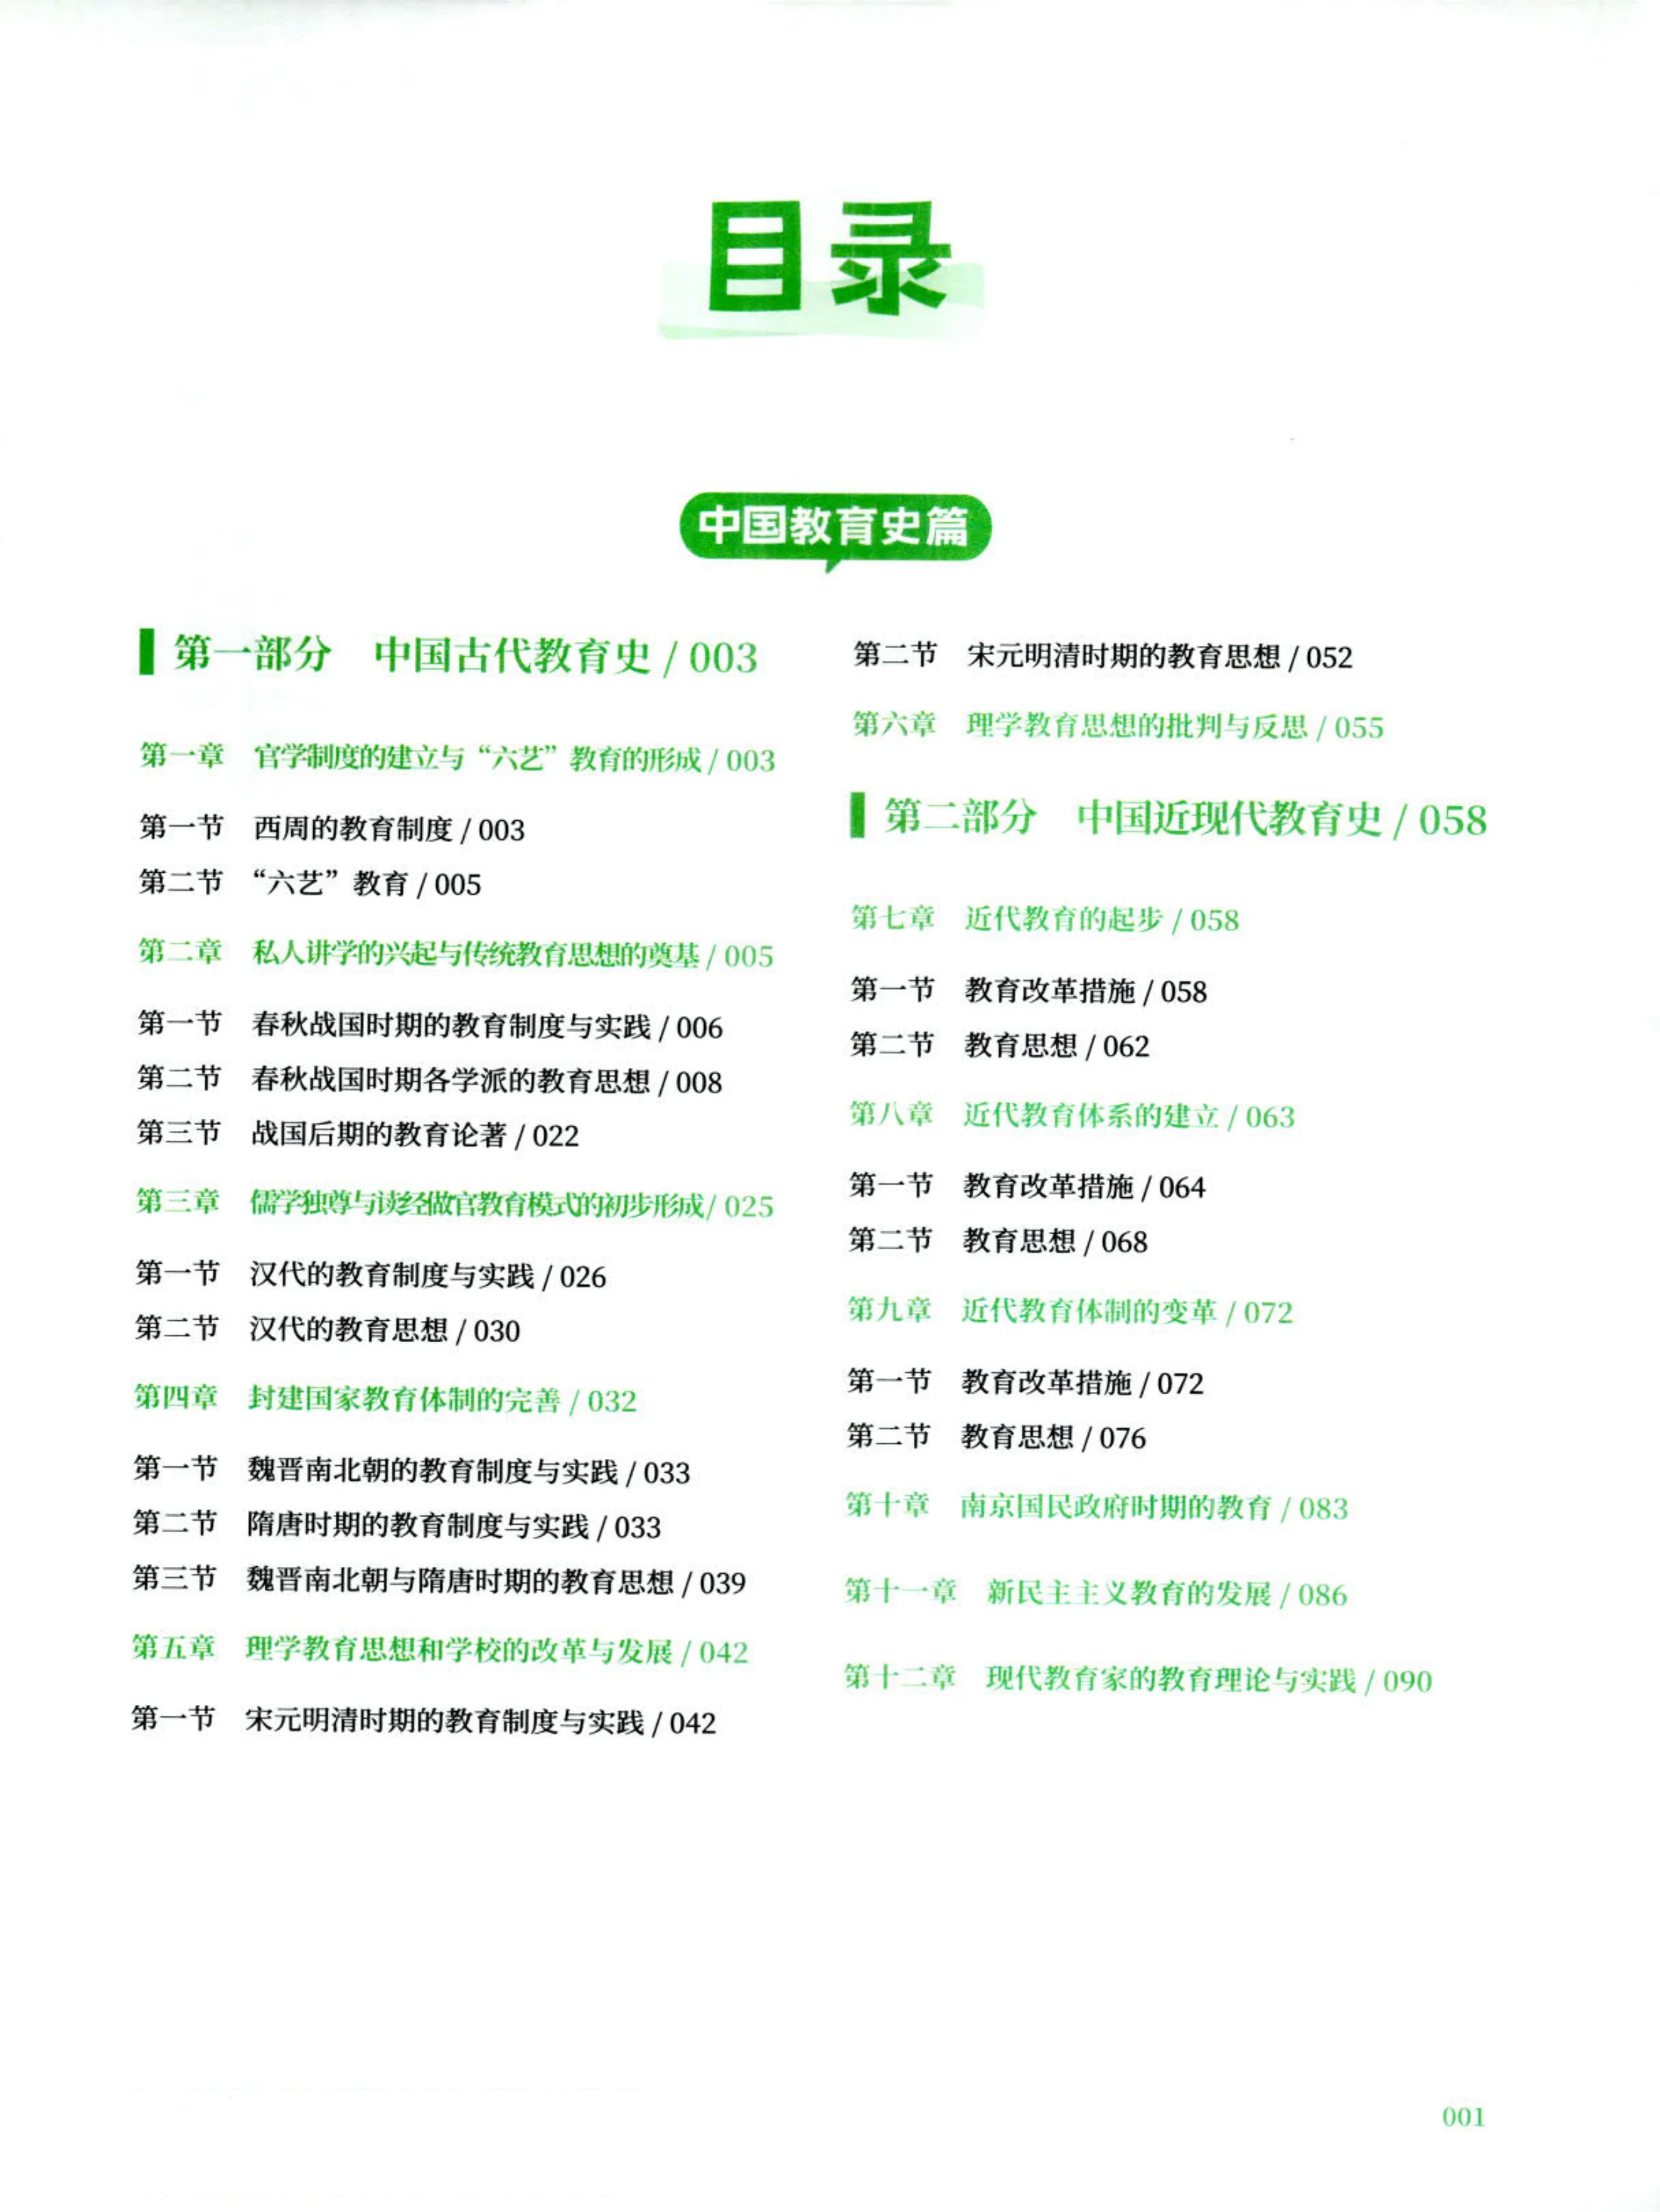 目录
中国教育史篇
第一部分 中国古代教育史 / 003
第一章 官学制度的建立与“六艺”教育的形成 / 003
第一节 西周的教育制度 / 003
第二节 “六艺”教育 / 005
第二章 私人讲学的兴起与传统教育思想的奠基 / 005
第一节 春秋战国时期的教育制度与实践 / 006
第二节 春秋战国时期各学派的教育思想 / 008
第三节 战国后期的教育论著 / 022
第三章 儒学独尊与读经做官教育模式的初步形成 / 025
第一节 汉代的教育制度与实践 / 026
第二节 汉代的教育思想 / 030
第四章 封建国家教育体制的完善 / 032
第一节 魏晋南北朝的教育制度与实践 / 033
第二节 隋唐时期的教育制度与实践 / 033
第三节 魏晋南北朝与隋唐时期的教育思想 / 039
第五章 理学教育思想和学校的改革与发展 / 042
第一节 宋元明清时期的教育制度与实践 / 042
第二节 宋元明清时期的教育思想 / 052
第六章 理学教育思想的批判与反思 / 055
第二部分 中国近现代教育史 / 058
第七章 近代教育的起步 / 058
第一节 教育改革措施 / 058
第二节 教育思想 / 062
第八章 近代教育体系的建立 / 063
第一节 教育改革措施 / 064
第二节 教育思想 / 068
第九章 近代教育体制的变革 / 072
第一节 教育改革措施 / 072
第二节 教育思想 / 076
第十章 南京国民政府时期的教育 / 083
第十一章 新民主主义教育的发展 / 086
第十二章 现代教育家的教育理论与实践 / 090
001